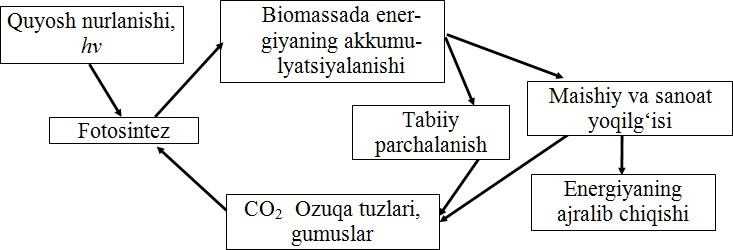 Quyosh nurlanishi,
hv
Biomassada ener-
giyaning akkumu-
lyatsiyalanishi
Fotosintez
Tabiiy
parchalanish
Maishiy va sanoat
yoqilg‘isi
CO₂ Ozuqa tuzlari,
gumuslar
Energiyaning
ajralib chiqishi